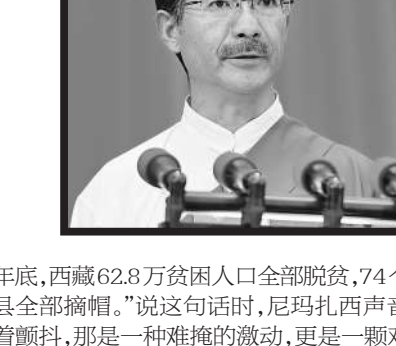 年底,西藏62.8万贫困人口全部脱贫,74个
县全部摘帽。”说这句话时,尼玛扎西声音
着颤抖,那是一种难掩的激动,更是一颗对